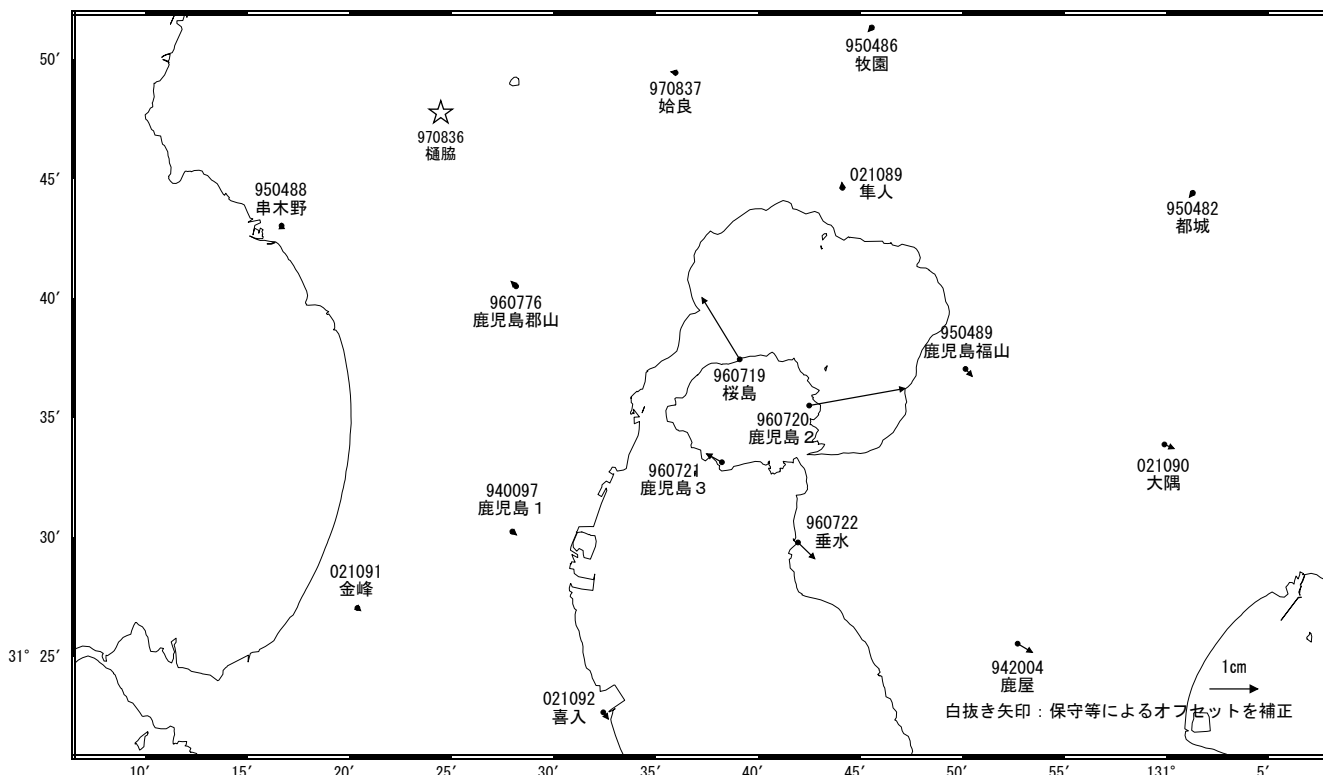 50′
950486
牧園
970837
姶良
970836
樋脇
45′
021089
隼人
950488
串木野
950482
都城
40′
960776
鹿児島郡山
950489
鹿児島福山
960719
桜島
35′
960720
鹿児島２
960721
鹿児島３
021090
大隅
940097
鹿児島１
30′
960722
垂水
021091
金峰
31° 25′
942004
鹿屋
1cm
021092
喜入
白抜き矢印：保守等によるオフセットを補正
10′ 15′ 20′ 25′ 30′ 35′ 40′ 45′ 50′ 55′ 131° 5′